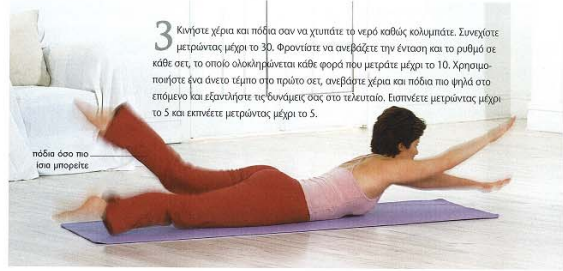 3 Κινήστε χέρια και πόδια σαν να χτυπάτε το νερό καθώς κολυμπάτε. Συνεχίστε
μετρώντας μέχρι το 30. Φροντίστε να ανεβάζετε την ένταση και το ρυθμό σε
κάθε σετ, το οποίο ολοκληρώνεται κάθε φορά που μετράτε μέχρι το 10. Χρησιμο-
ποιήστε ένα άνετο τέμπο στο πρώτο σετ, ανεβάστε χέρια και πόδια πιο ψηλά στο
επόμενο και εξαντλήστε τις δυνάμεις σας στο τελευταίο. Εισπνέετε μετρώντας μέχρι
το 5 και εκπνέετε μετρώντας μέχρι το 5.
πόδια όσο πιο
ίσια μπορείτε